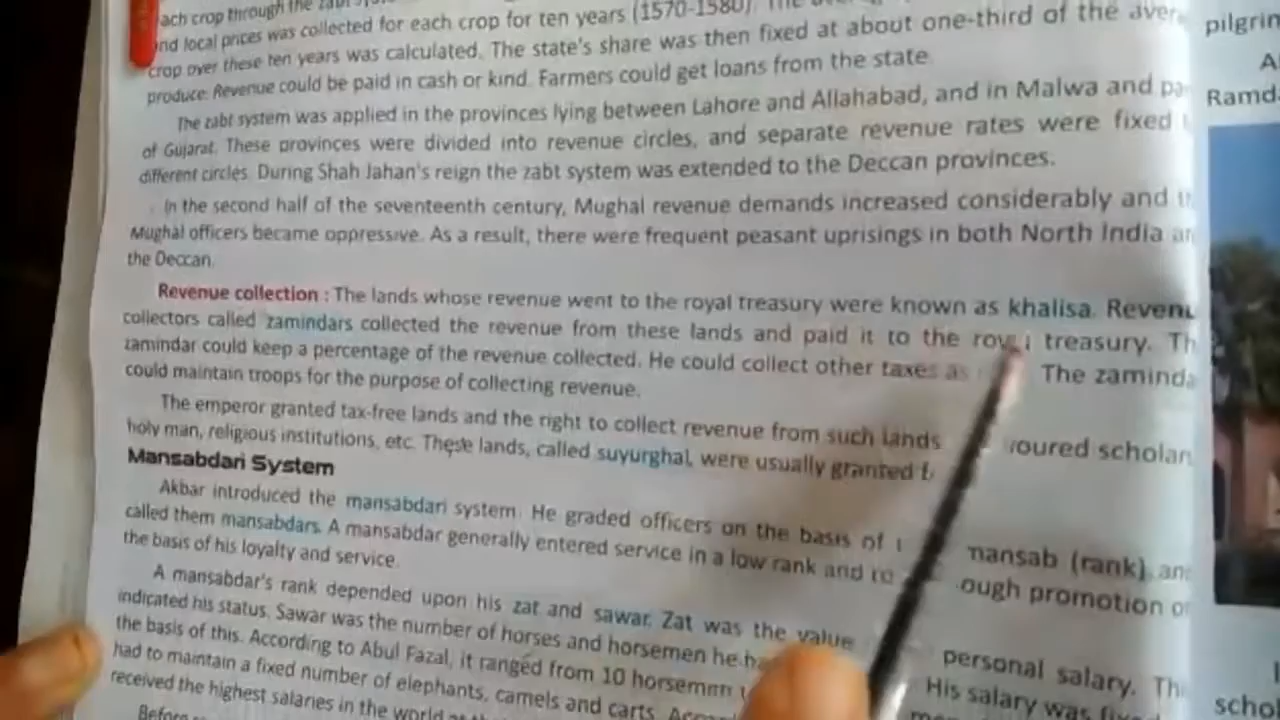 ach crop through the zabt
and local prices was collected for each crop for ten years (1570-1580).
crop over these ten years was calculated. The state's share was then fixed at about one-third of the
produce. Revenue could be paid in cash or kind. Farmers could get loans from the state
The zabt system was applied in the provinces lying between Lahore and Allahabad, and in Malwa and
of Gujarat. These provinces were divided into revenue circles, and separate revenue rates were fixed
different circles. During Shah Jahan's reign the zabt system was extended to the Deccan provinces.
In the second half of the seventeenth century, Mughal revenue demands increased considerably and
Mughal officers became oppressive. As a result, there were frequent peasant uprisings in both North India
the Deccan.
Revenue collection : The lands whose revenue went to the royal treasury were known as khalisa. Revenu
collectors called zamindars collected the revenue from these lands and paid it to the treasury. Th
zamindar could keep a percentage of the revenue collected. He could collect other taxes as The zaminda
could maintain troops for the purpose of collecting revenue.
The emperor granted tax-free lands and the right to collect revenue from such lands voured scholar
holy man, religious institutions, etc. These lands, called suyurghal, were usually granted
Mansabdari System
Akbar introduced the mansabdari system. He graded officers on the basis of mansab (rank) and
called them mansabdars. A mansabdar generally entered service in a low rank and ough promotion on
the basis of his loyalty and service.
A mansabdar's rank depended upon his zat and sawar. Zat was the value personal salary. Thi
indicated his status. Sawar was the number of horses and horsemen he His salary was
the basis of this. According to Abul Fazal, it ranged from 10 horsemen
had to maintain a fixed number of elephants, camels and carts.
received the highest salaries in the world
Before
pilgrim
Ramd
scho